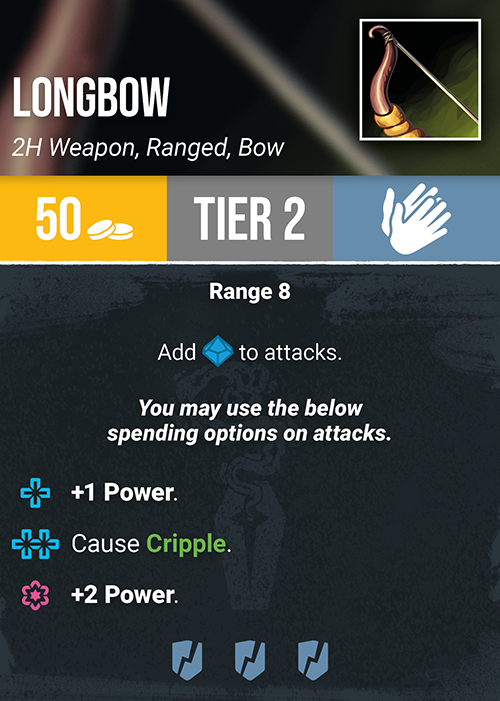 LONGBOW
2H Weapon, Ranged, Bow
50
TIER 2
Range 8
Add to attacks.
You may use the below
spending options on attacks.
+1 Power.
Cause Cripple.
+2 Power.